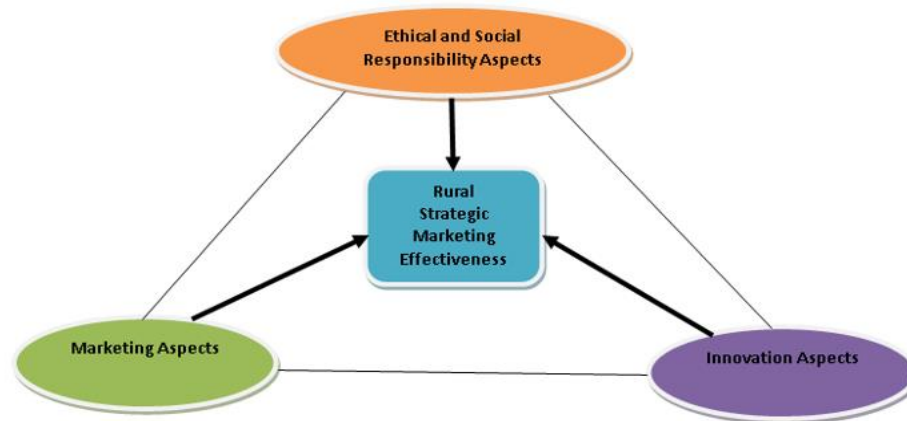 Ethical and Social
Responsibility Aspects
Rural
Strategic
Marketing
Effectiveness
Marketing Aspects
Innovation Aspects